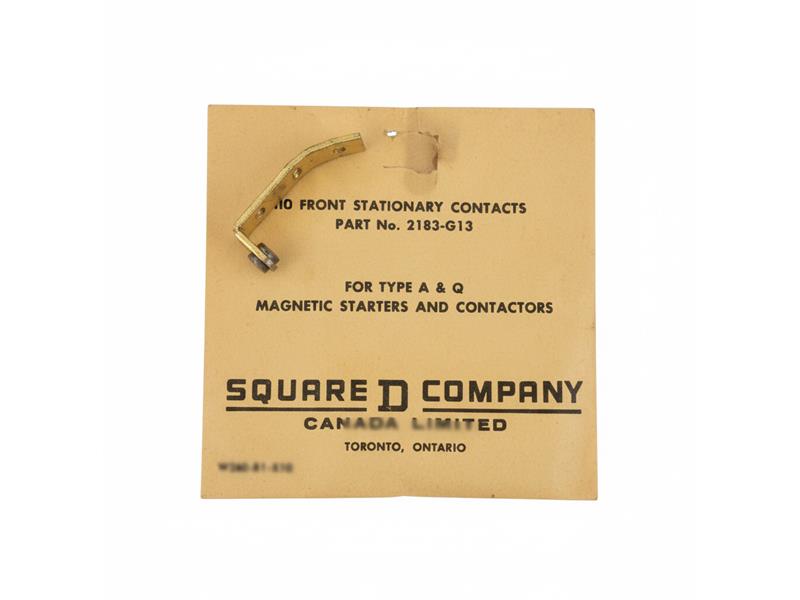 10 FRONT STATIONARY CONTACTS
PART No. 2183-G13
FOR TYPE A & Q
MAGNETIC STARTERS AND CONTACTORS
SQUARE D COMPANY
CANADA LIMITED
TORONTO, ONTARIO